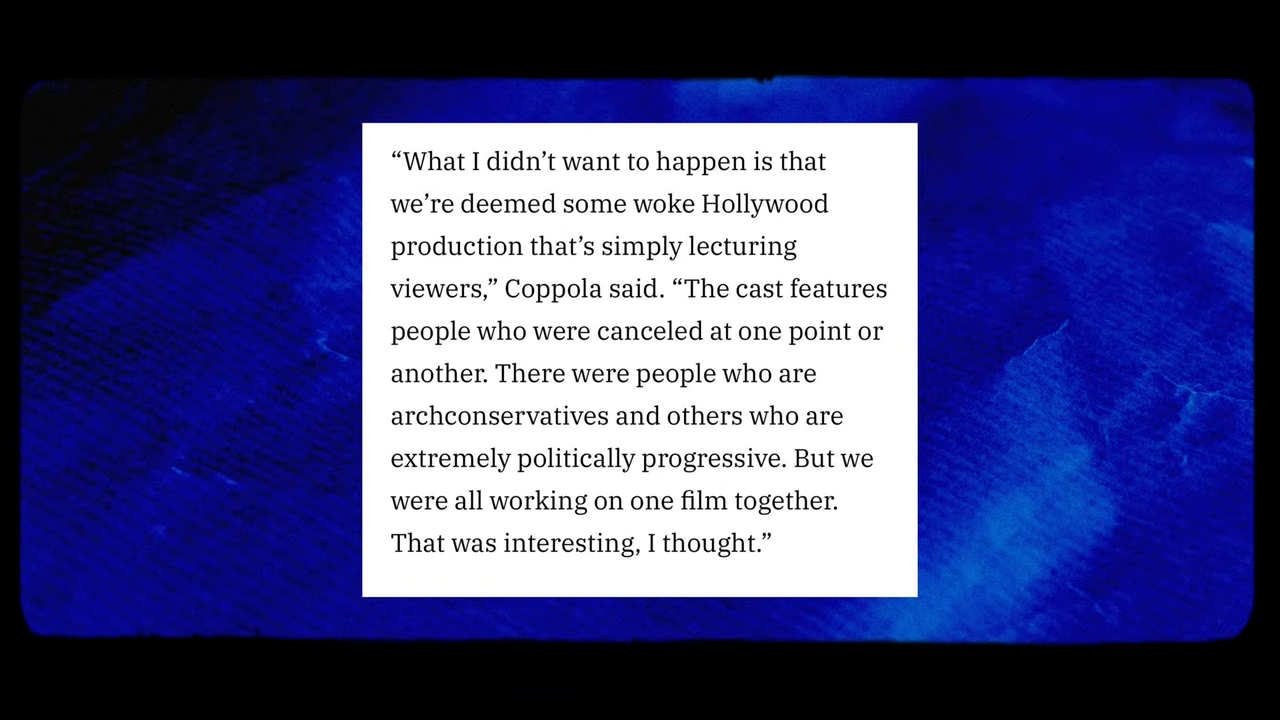 “What I didn’t want to happen is that
we’re deemed some woke Hollywood
production that’s simply lecturing
viewers,” Coppola said. “The cast features
people who were canceled at one point or
another. There were people who are
archconservatives and others who are
extremely politically progressive. But we
were all working on one film together.
That was interesting, I thought.”